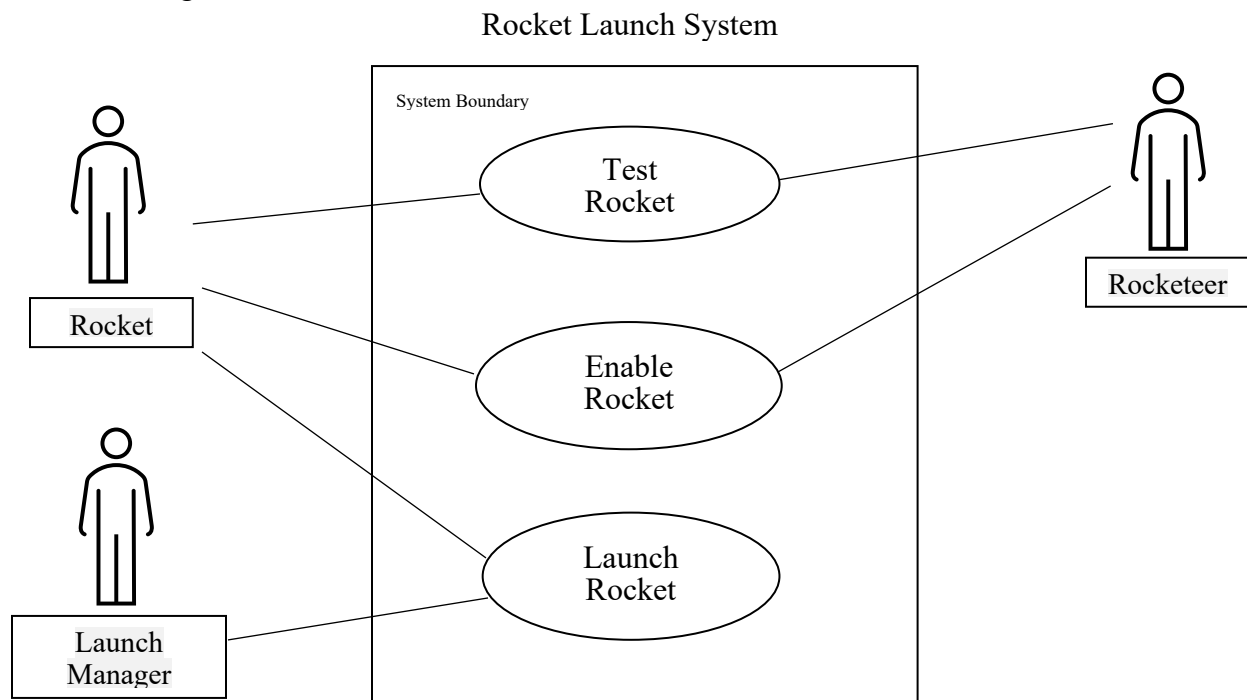 Rocket Launch System
System Boundary
Test
Rocket
Rocket
Rocketeer
Enable
Rocket
Launch
Rocket
Launch
Manager